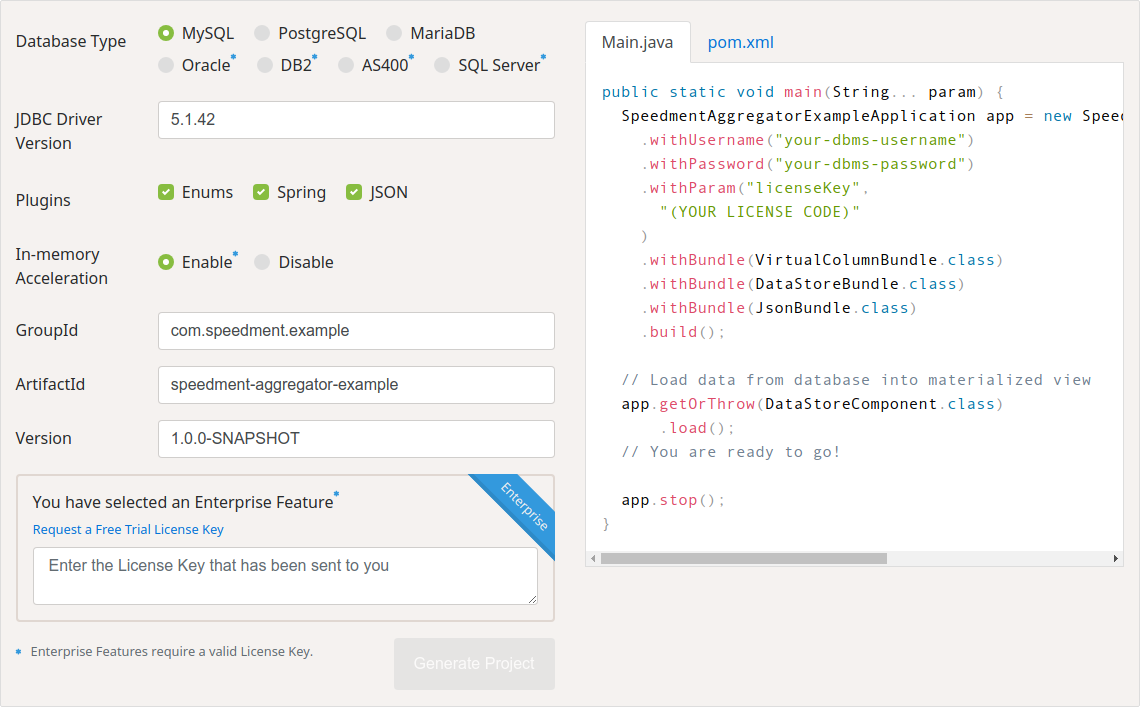 Database Type
MySQL PostgreSQL MariaDB
Oracle* DB2* AS400* SQL Server*
JDBC Driver
Version
5.1.42
Plugins
Enums Spring JSON
In-memory
Acceleration
Enable* Disable
GroupId
com.speedment.example
ArtifactId
speedment-aggregator-example
Version
1.0.0-SNAPSHOT
You have selected an Enterprise Feature*
Enterprise
Request a Free Trial License Key
Enter the License Key that has been sent to you
* Enterprise Features require a valid License Key.
Generate Project
Main.java pom.xml
public static void main(String... param) {
  SpeedmentAggregatorExampleApplication app = new Speed
    .withUsername("your-dbms-username")
    .withPassword("your-dbms-password")
    .withParam("licenseKey",
      "(YOUR LICENSE CODE)"
    )
    .withBundle(VirtualColumnBundle.class)
    .withBundle(DataStoreBundle.class)
    .withBundle(JsonBundle.class)
    .build();
  // Load data from database into materialized view
  app.getOrThrow(DataStoreComponent.class)
      .load();
  // You are ready to go!
  app.stop();
}